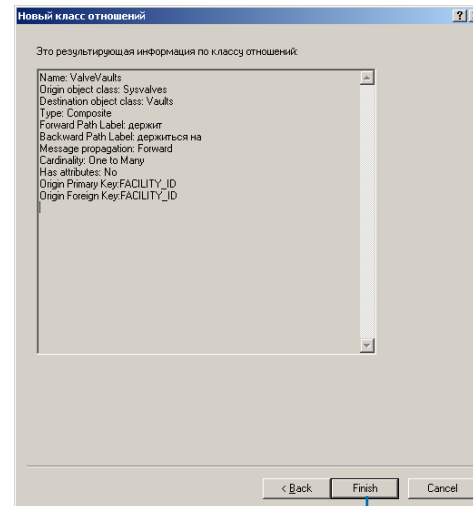 Новый класс отношений
Это результирующая информация по классу отношений:
Name: ValveVaults
Origin object class: Sysvalves
Destination object class: Vaults
Type: Composite
Forward Path Label: держит
Backward Path Label: держиться на
Message propagation: Forward
Cardinality: One to Many
Has attributes: No
Origin Primary Key:FACILITY_ID
Origin Foreign Key:FACILITY_ID
< Back Finish Cancel